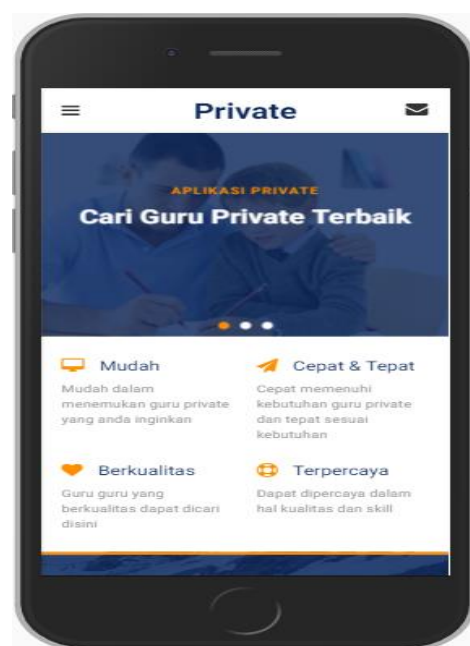 Private
APLIKASI PRIVATE
Cari Guru Private Terbaik
Mudah
Mudah dalam
menemukan guru private
yang anda inginkan
Cepat & Tepat
Cepat memenuhi
kebutuhan guru private
dan tepat sesuai
kebutuhan
Berkualitas
Guru guru yang
berkualitas dapat dicari
disini
Terpercaya
Dapat dipercaya dalam
hal kualitas dan skill